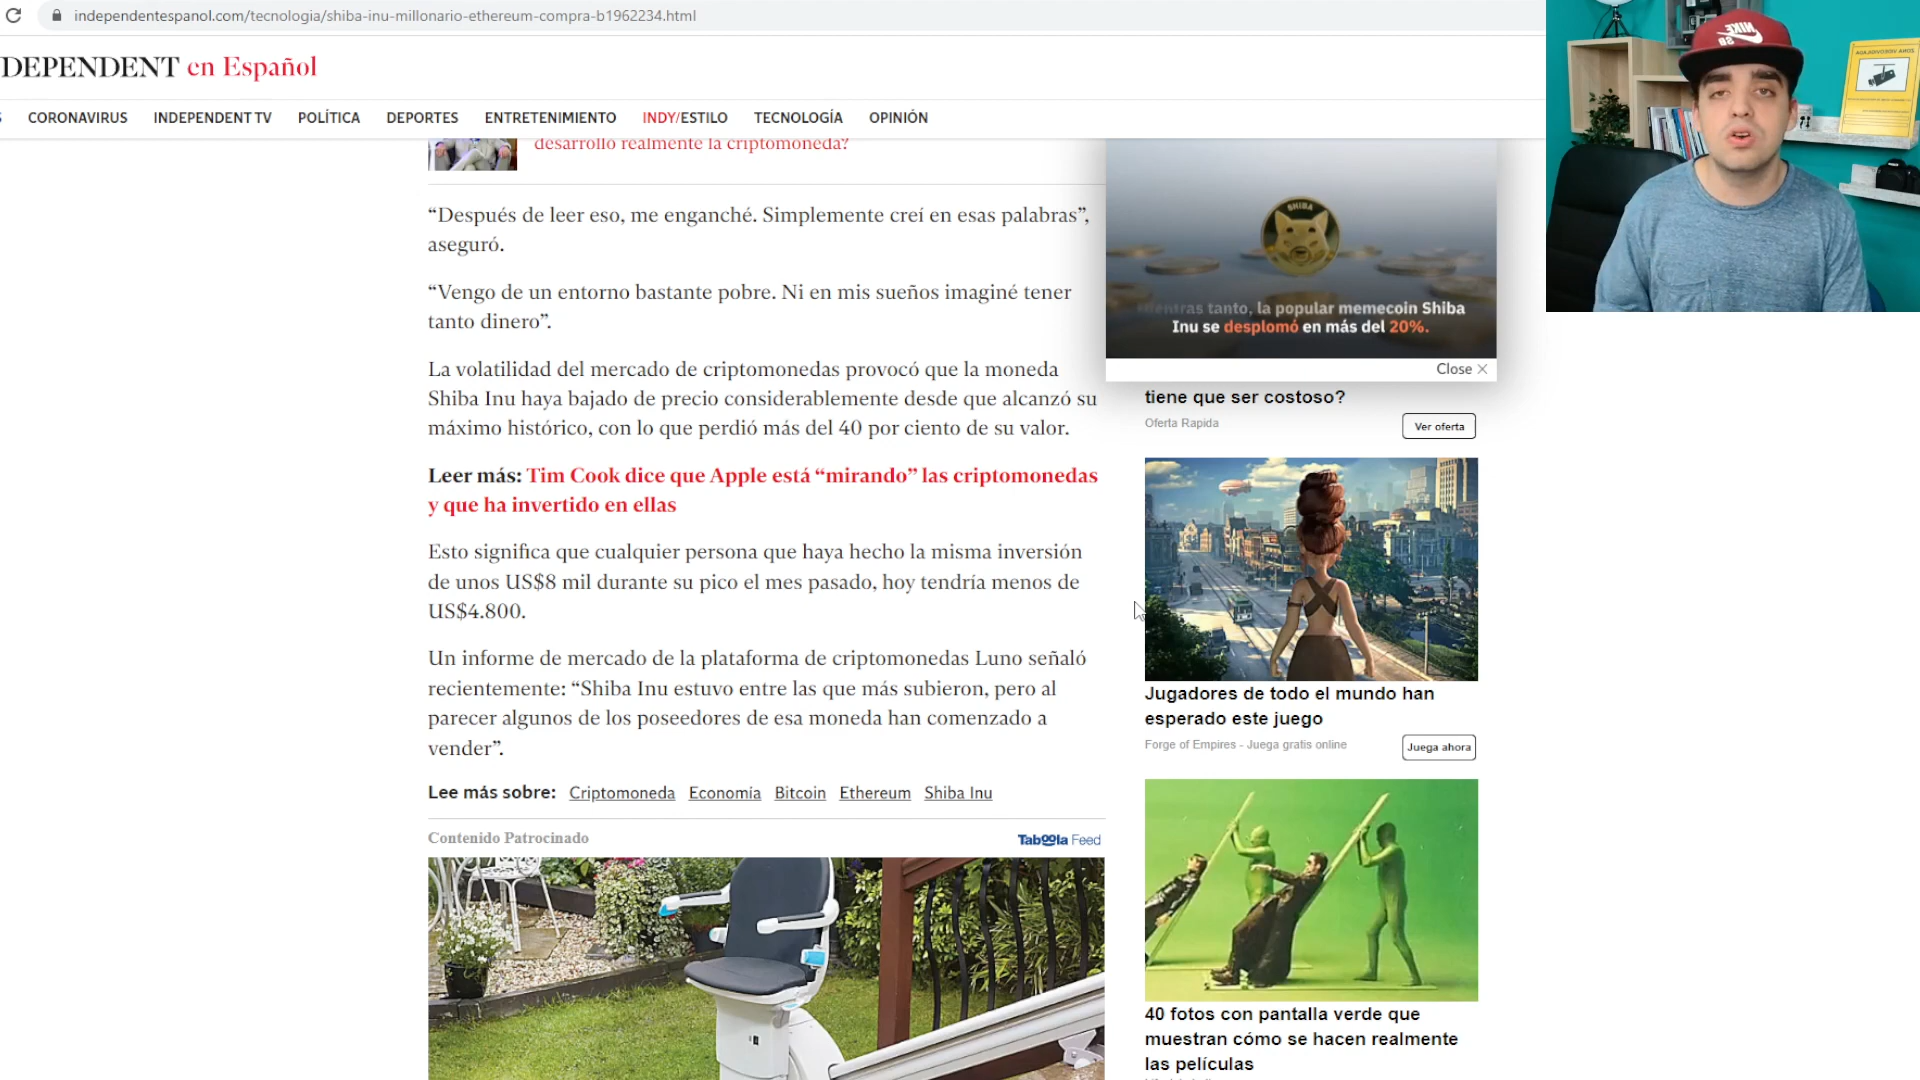 independentespanol.com/tecnologia/shiba-inu-millonario-ethereum-compra-b1962234.html
DEPENDENT en Español
CORONAVIRUS INDEPENDENT TV POLÍTICA DEPORTES ENTRETENIMIENTO INDY/ESTILO TECNOLOGÍA OPINIÓN
desarrolló realmente la criptomoneda?
“Después de leer eso, me enganché. Simplemente creí en esas palabras”,
aseguró.
“Vengo de un entorno bastante pobre. Ni en mis sueños imaginé tener
tanto dinero”.
La volatilidad del mercado de criptomonedas provocó que la moneda
Shiba Inu haya bajado de precio considerablemente desde que alcanzó su
máximo histórico, con lo que perdió más del 40 por ciento de su valor.
Leer más: Tim Cook dice que Apple está “mirando” las criptomonedas
y que ha invertido en ellas
Esto significa que cualquier persona que haya hecho la misma inversión
de unos US$8 mil durante su pico el mes pasado, hoy tendría menos de
US$4.800.
Un informe de mercado de la plataforma de criptomonedas Luno señaló
recientemente: “Shiba Inu estuvo entre las que más subieron, pero al
parecer algunos de los poseedores de esa moneda han comenzado a
vender”.
Lee más sobre: Criptomoneda Economía Bitcoin Ethereum Shiba Inu
Contenido Patrocinado
Taboola Feed
SHIBA
Mientras tanto, la popular memecoin Shiba
Inu se desplomó en más del 20%.
Close
tiene que ser costoso?
Oferta Rapida
Ver oferta
Jugadores de todo el mundo han
esperado este juego
Forge of Empires - Juega gratis online
Juega ahora
40 fotos con pantalla verde que
muestran cómo se hacen realmente
las películas
NIKE
SB